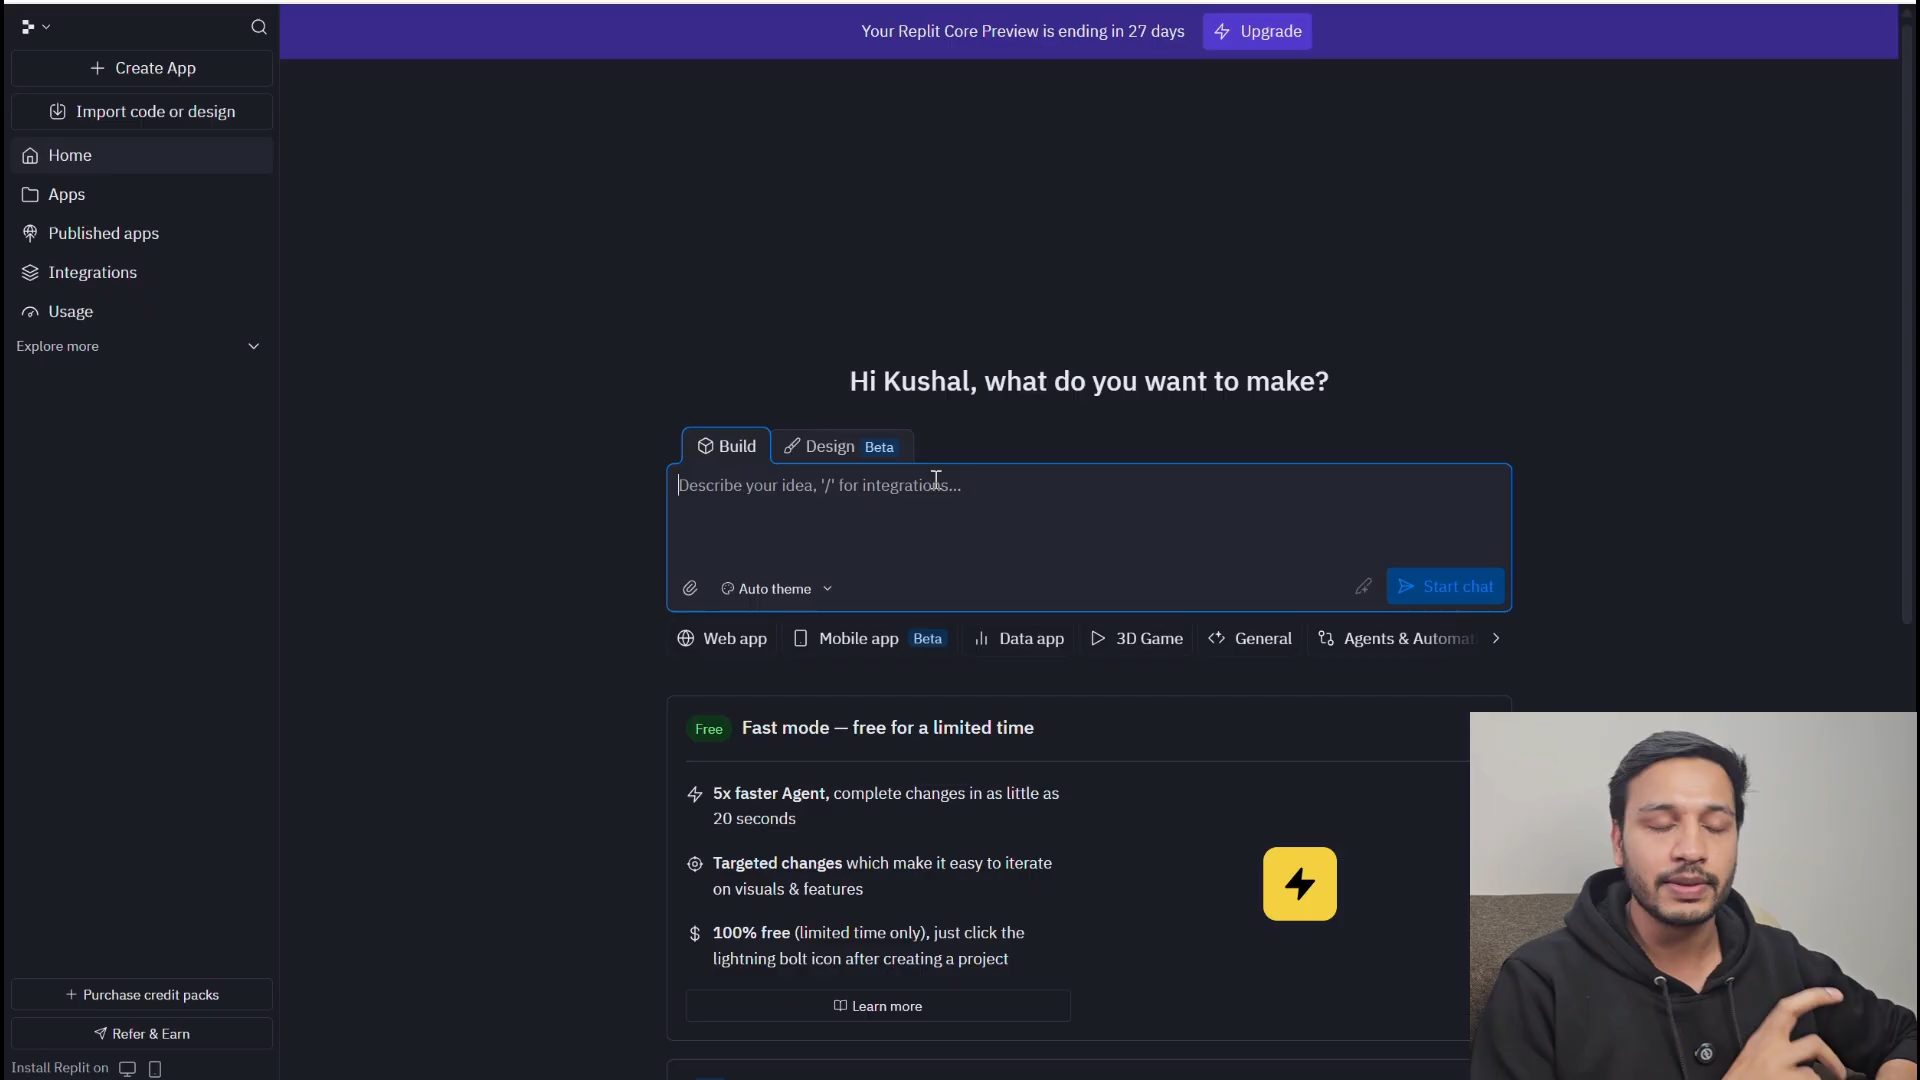 Your Replit Core Preview is ending in 27 days
Upgrade
Create App
Import code or design
Home
Apps
Published apps
Integrations
Usage
Explore more
Hi Kushal, what do you want to make?
Build
Design Beta
Describe your idea, '/' for integrations...
Auto theme
Start chat
Web app
Mobile app Beta
Data app
3D Game
General
Agents & Automat
Free
Fast mode — free for a limited time
5x faster Agent, complete changes in as little as
20 seconds
Targeted changes which make it easy to iterate
on visuals & features
100% free (limited time only), just click the
lightning bolt icon after creating a project
Learn more
Purchase credit packs
Refer & Earn
Install Replit on